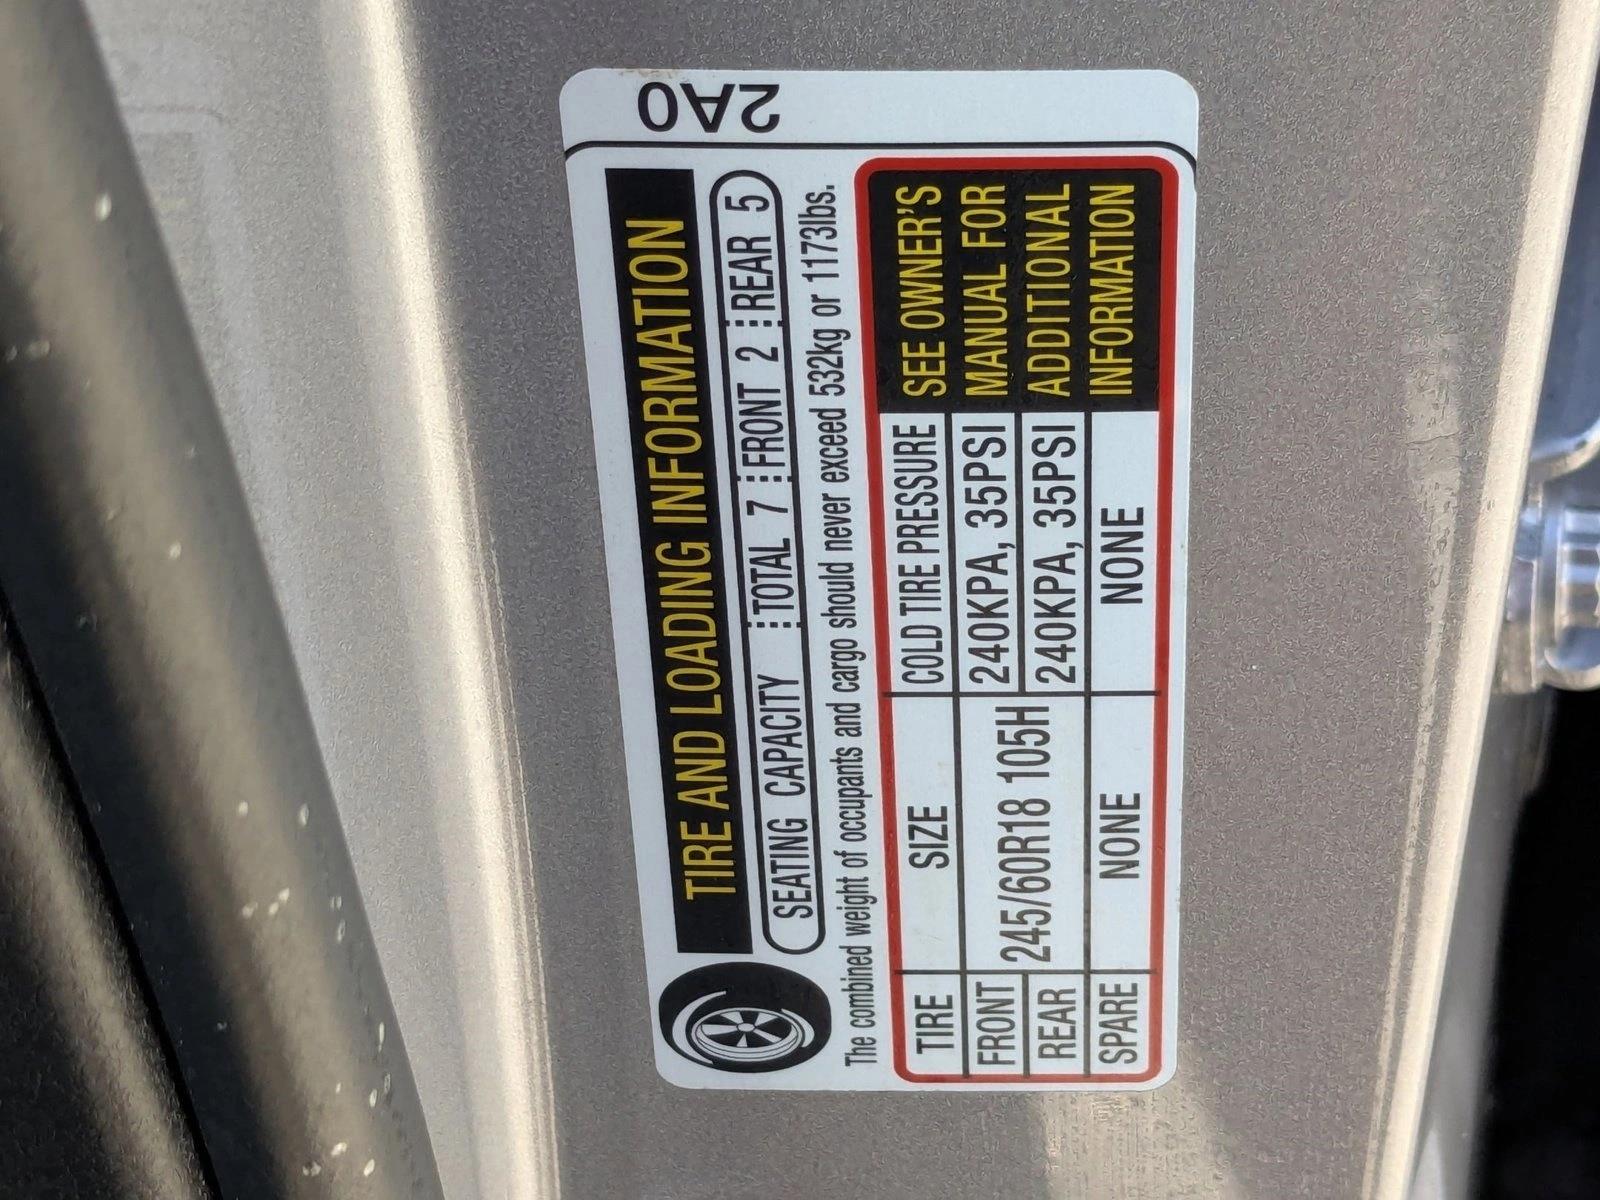 2A0
TIRE AND LOADING INFORMATION
SEATING CAPACITY TOTAL 7 FRONT 2 REAR 5
The combined weight of occupants and cargo should never exceed 532kg or 1173lbs.
TIRE SIZE COLD TIRE PRESSURE
FRONT 245/60R18 105H 240KPA, 35PSI
REAR 240KPA, 35PSI
SPARE NONE NONE
SEE OWNER'S
MANUAL FOR
ADDITIONAL
INFORMATION